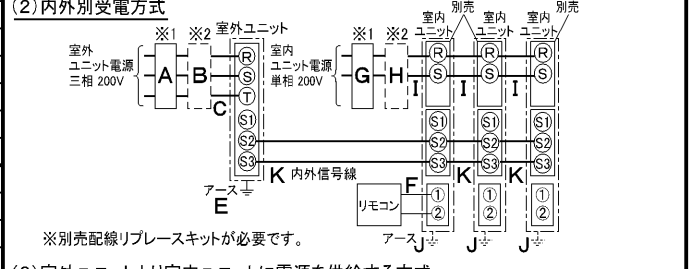 (2)内外別受電方式
※1 ※2 室外ユニット
室外
ユニット電源
三相 200V
A B
C
R
S
T
S1
S2
S3
アース
E
K 内外信号線
※1 ※2
室内
ユニット電源
単相 200V
G H
室内
ユニット
別売
室内
ユニット
室内
ユニット
別売
R R R
S S S
I I I
S1 S1 S1
S2 S2 S2
S3 S3 S3
K K
F
リモコン
① ① ①
② ② ②
アース J J J
※別売配線リプレースキットが必要です。
(3)室外ユニットより室内ユニットに電源を供給する方式